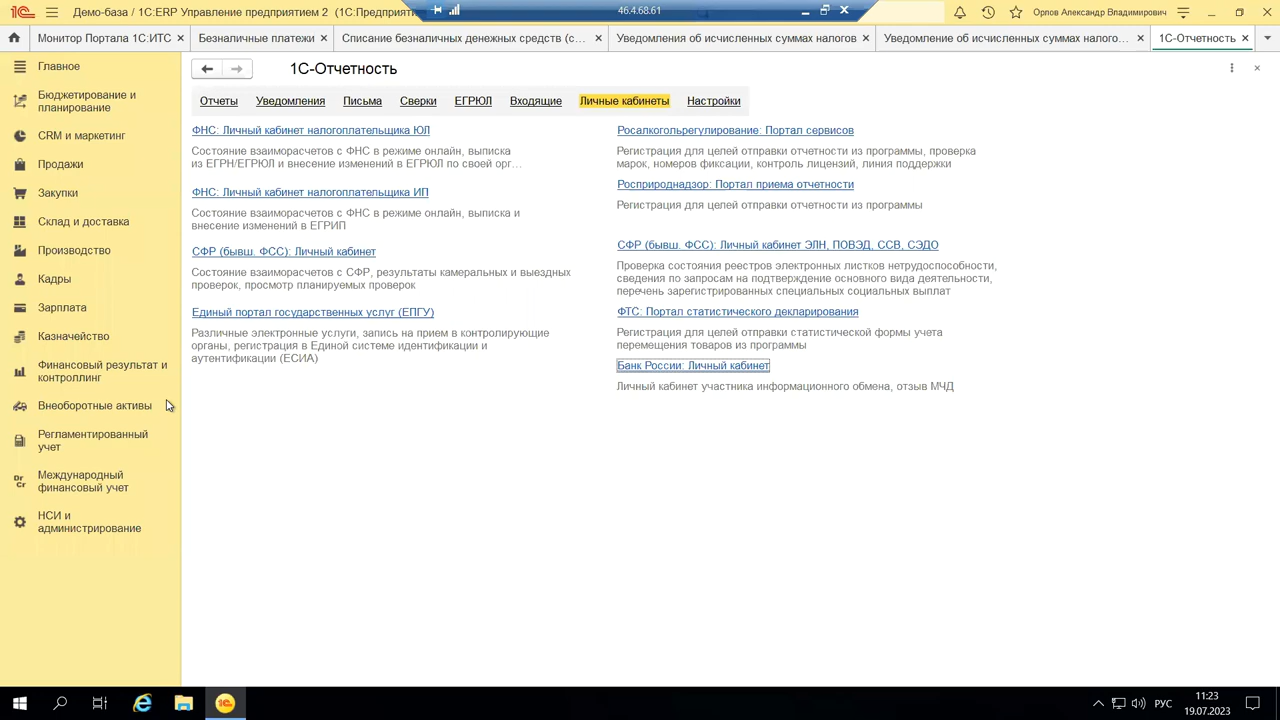 Демо-база / 1С:ERP Управление предприятием 2 (1С:Предприяти
46.4.68.61
Орлов Александр Владимирович
Монитор Портала 1С:ИТС
Безналичные платежи
Списание безналичных денежных средств (с...
Уведомления об исчисленных суммах налогов
Уведомление об исчисленных суммах налого...
1С-Отчетность
Главное
Бюджетирование и
планирование
CRM и маркетинг
Продажи
Закупки
Склад и доставка
Производство
Кадры
Зарплата
Казначейство
Финансовый результат и
контроллинг
Внеоборотные активы
Регламентированный
учет
Dr
Cr
Международный
финансовый учет
НСИ и
администрирование
1С-Отчетность
Отчеты
Уведомления
Письма
Сверки
ЕГРЮЛ
Входящие
Личные кабинеты
Настройки
ФНС: Личный кабинет налогоплательщика ЮЛ
Состояние взаиморасчетов с ФНС в режиме онлайн, выписка
из ЕГРН/ЕГРЮЛ и внесение изменений в ЕГРЮЛ по своей орг...
ФНС: Личный кабинет налогоплательщика ИП
Состояние взаиморасчетов с ФНС в режиме онлайн, выписка и
внесение изменений в ЕГРИП
СФР (бывш. ФСС): Личный кабинет
Состояние взаиморасчетов с СФР, результаты камеральных и выездных
проверок, просмотр планируемых проверок
Единый портал государственных услуг (ЕПГУ)
Различные электронные услуги, запись на прием в контролирующие
органы, регистрация в Единой системе идентификации и
аутентификации (ЕСИА)
Росалкогольрегулирование: Портал сервисов
Регистрация для целей отправки отчетности из программы, проверка
марок, номеров фиксации, контроль лицензий, линия поддержки
Росприроднадзор: Портал приема отчетности
Регистрация для целей отправки отчетности из программы
СФР (бывш. ФСС): Личный кабинет ЭЛН, ПОВЭД, ССВ, СЭДО
Проверка состояния реестров электронных листков нетрудоспособности,
сведения по запросам на подтверждение основного вида деятельности,
перечень зарегистрированных специальных социальных выплат
ФТС: Портал статистического декларирования
Регистрация для целей отправки статистической формы учета
перемещения товаров из программы
Банк России: Личный кабинет
Личный кабинет участника информационного обмена, отзыв МЧД
РУС
11:23
19.07.2023